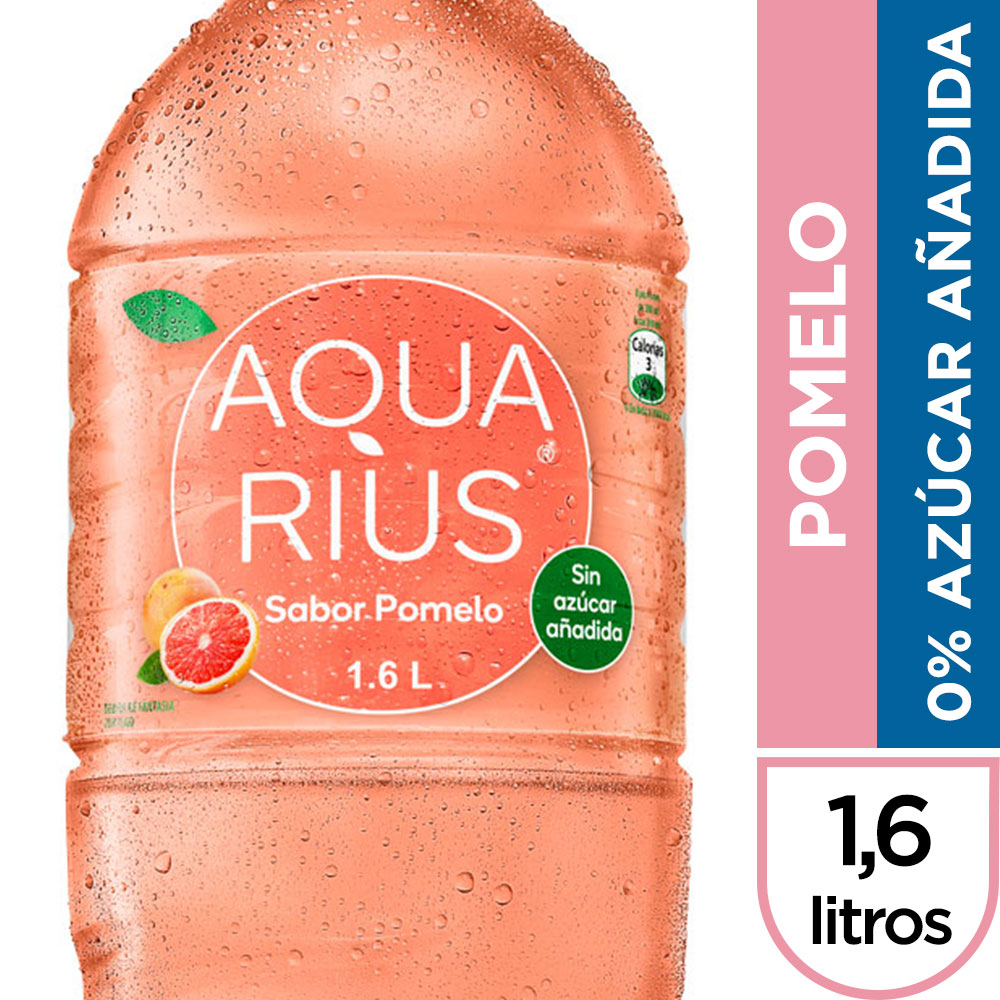 AQUA
RIUS
®
Sabor Pomelo
1.6 L
Sin
azúcar
añadida
Calorías
3
POMELO
0% AZÚCAR AÑADIDA
1,6
litros